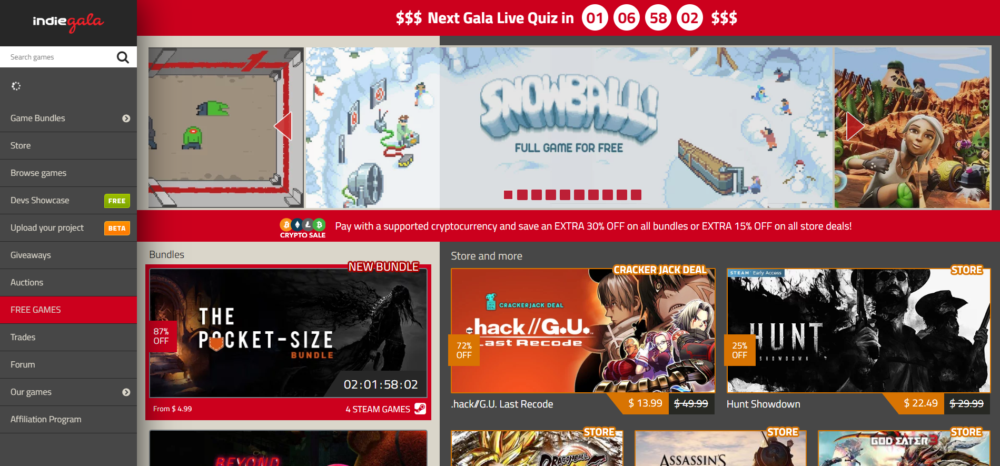 indiegala
Search games
Game Bundles
Store
Browse games
Devs Showcase
FREE
Upload your project
BETA
Giveaways
Auctions
FREE GAMES
Trades
Forum
Our games
Affiliation Program
$$$ Next Gala Live Quiz in 01 06 58 02 $$$
SNOWBALL!
FULL GAME FOR FREE
CRYPTO SALE
Pay with a supported cryptocurrency and save an EXTRA 30% OFF on all bundles or EXTRA 15% OFF on all store deals!
Bundles
NEW BUNDLE
THE
POCKET-SIZE
BUNDLE
87%
OFF
02:01:58:02
From $ 4.99
4 STEAM GAMES
BEYOND
Store and more
CRACKER JACK DEAL
CRACKERJACK DEAL
DOT
.hack//G.U.
Last Recode
72%
OFF
.hack//G.U. Last Recode
$ 13.99
$ 49.99
STEAM Early Access
STORE
HUNT
SHOWDOWN
25%
OFF
Hunt Showdown
$ 22.49
$ 29.99
STORE
DRAGONBALL
STORE
ASSASSIN'S
STORE
GOD EATER 3